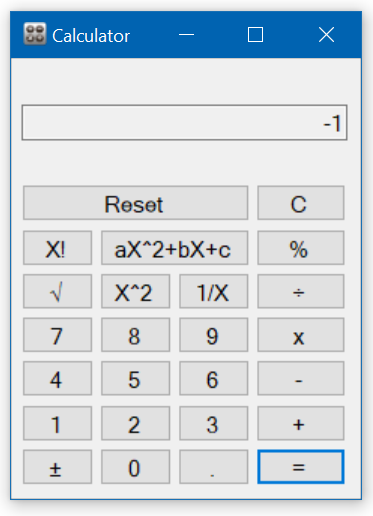 Calculator
-1
Reset C
X! aX^2+bX+c %
√ X^2 1/X ÷
7 8 9 x
4 5 6 -
1 2 3 +
± 0 . =